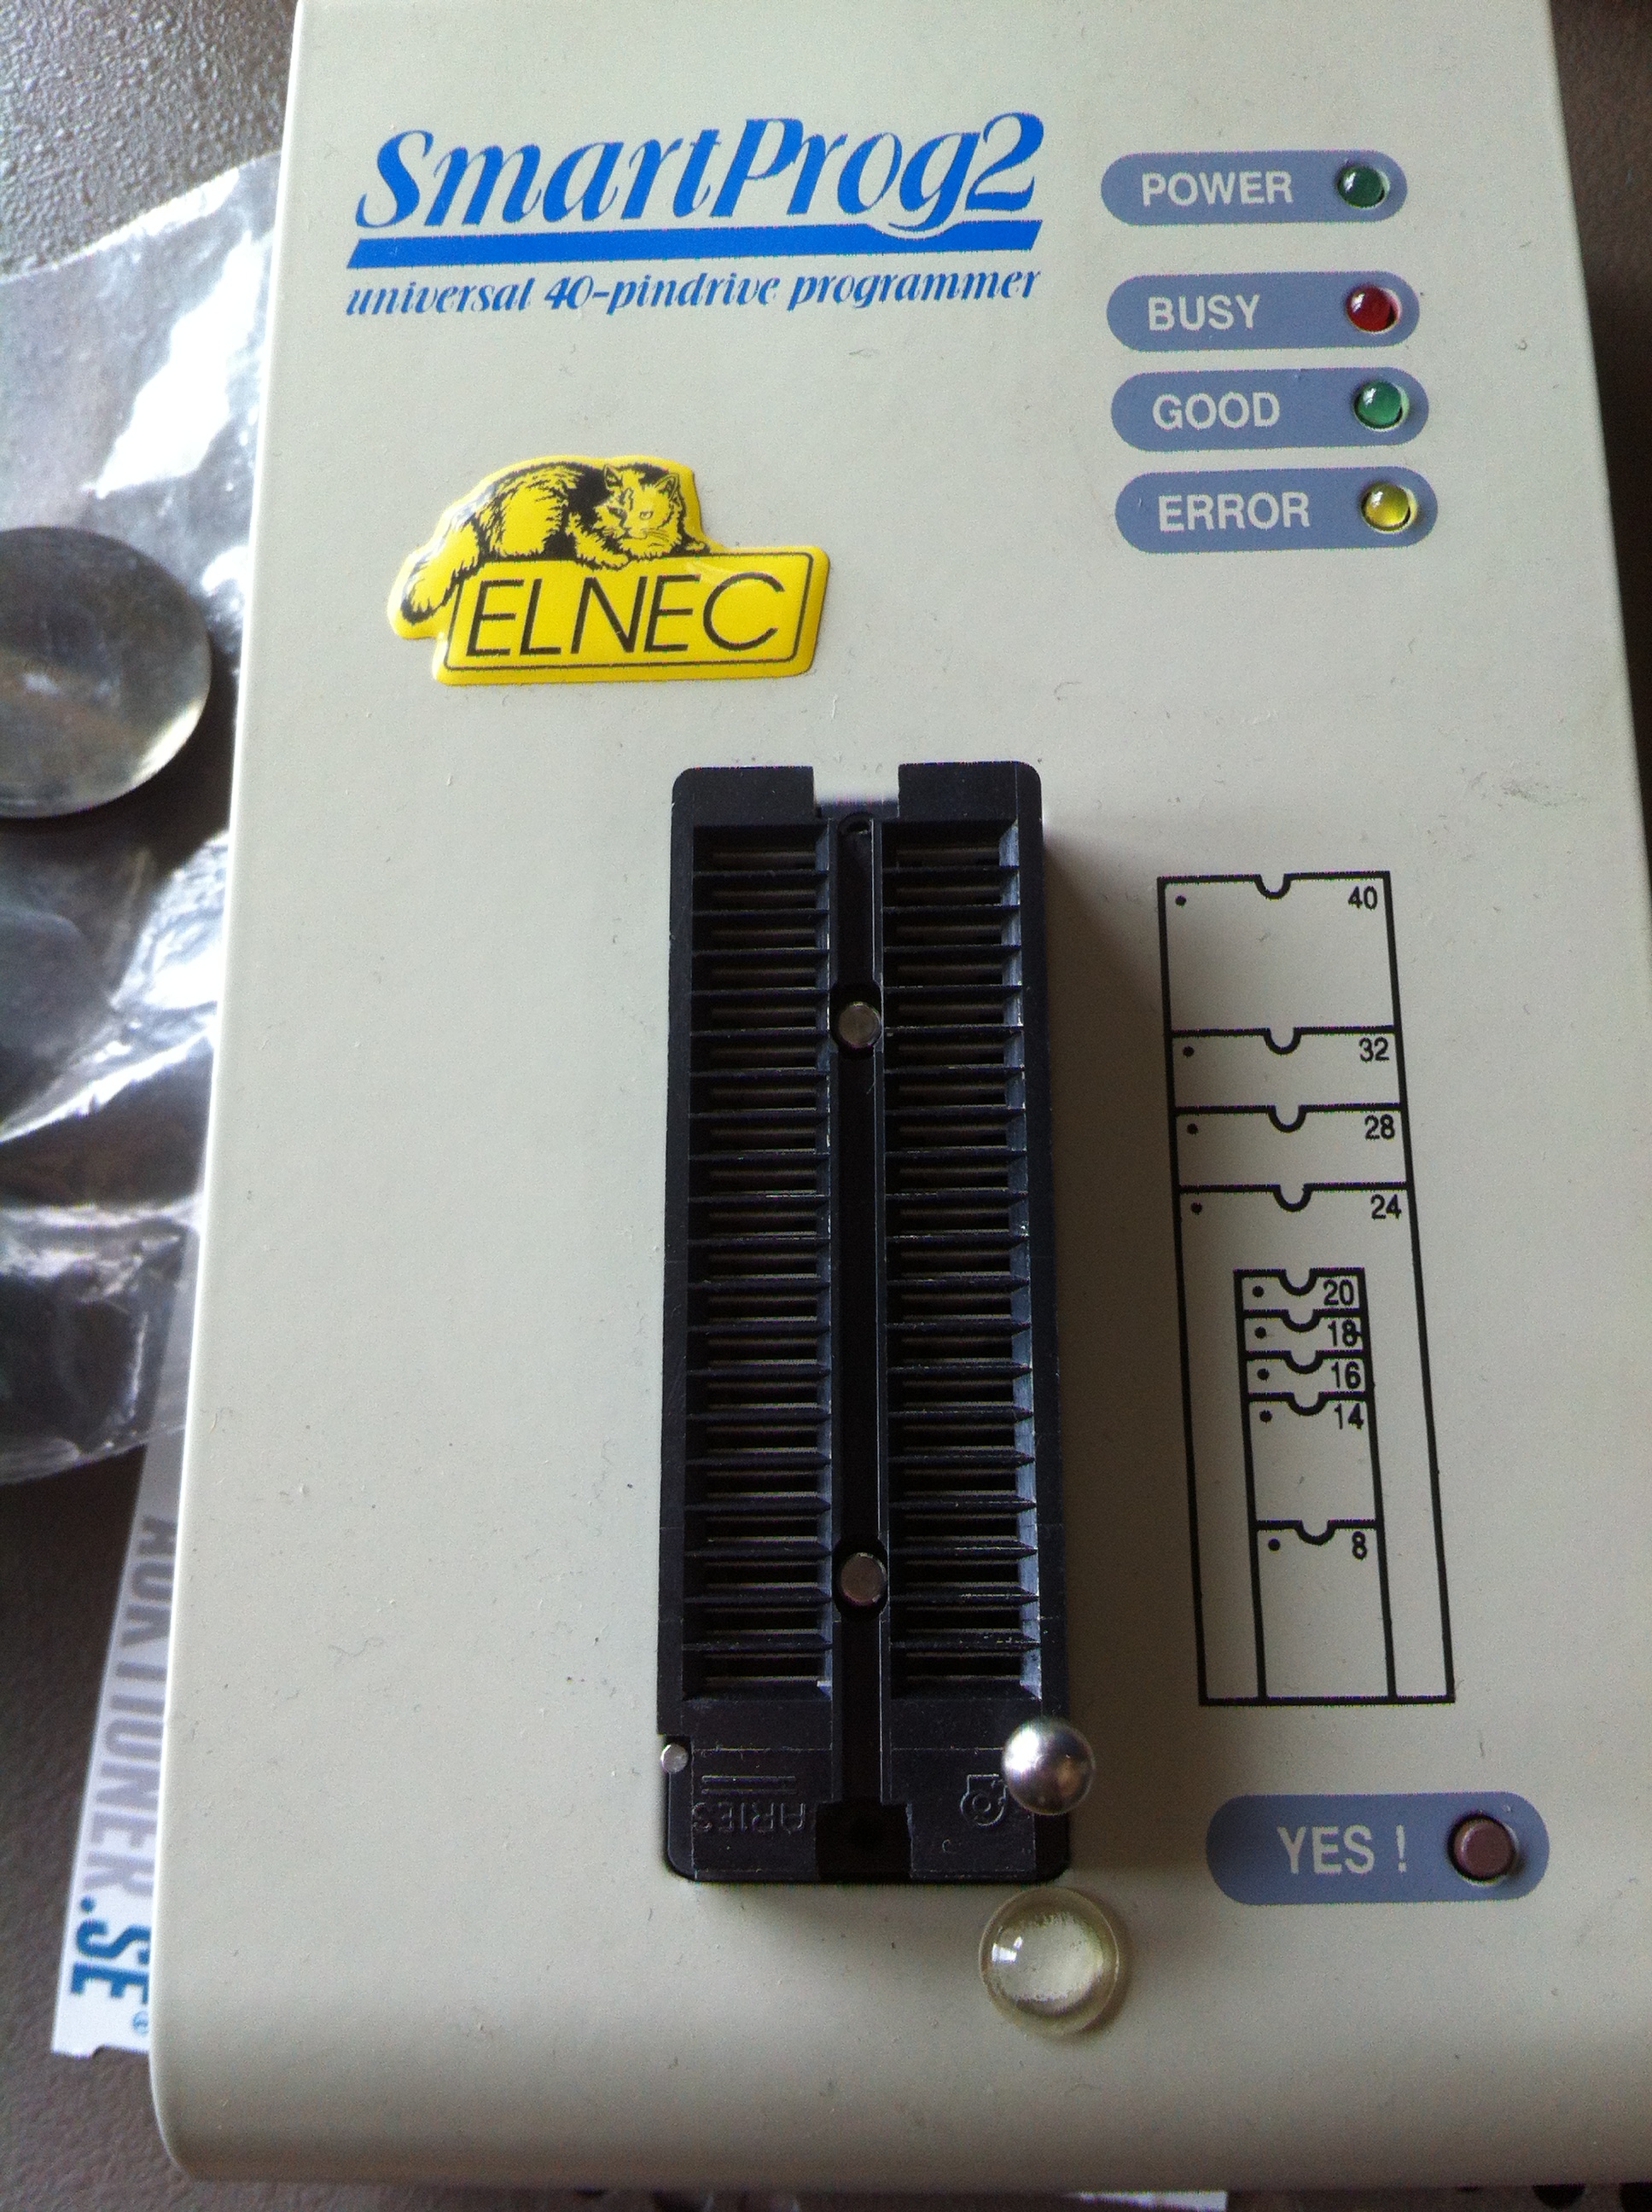 SmartProg2
universal 40-pindrive programmer
POWER
BUSY
GOOD
ERROR
ELNEC
40
32
28
24
20
18
16
14
8
ARIES
YES !
AUKTIONER.SE